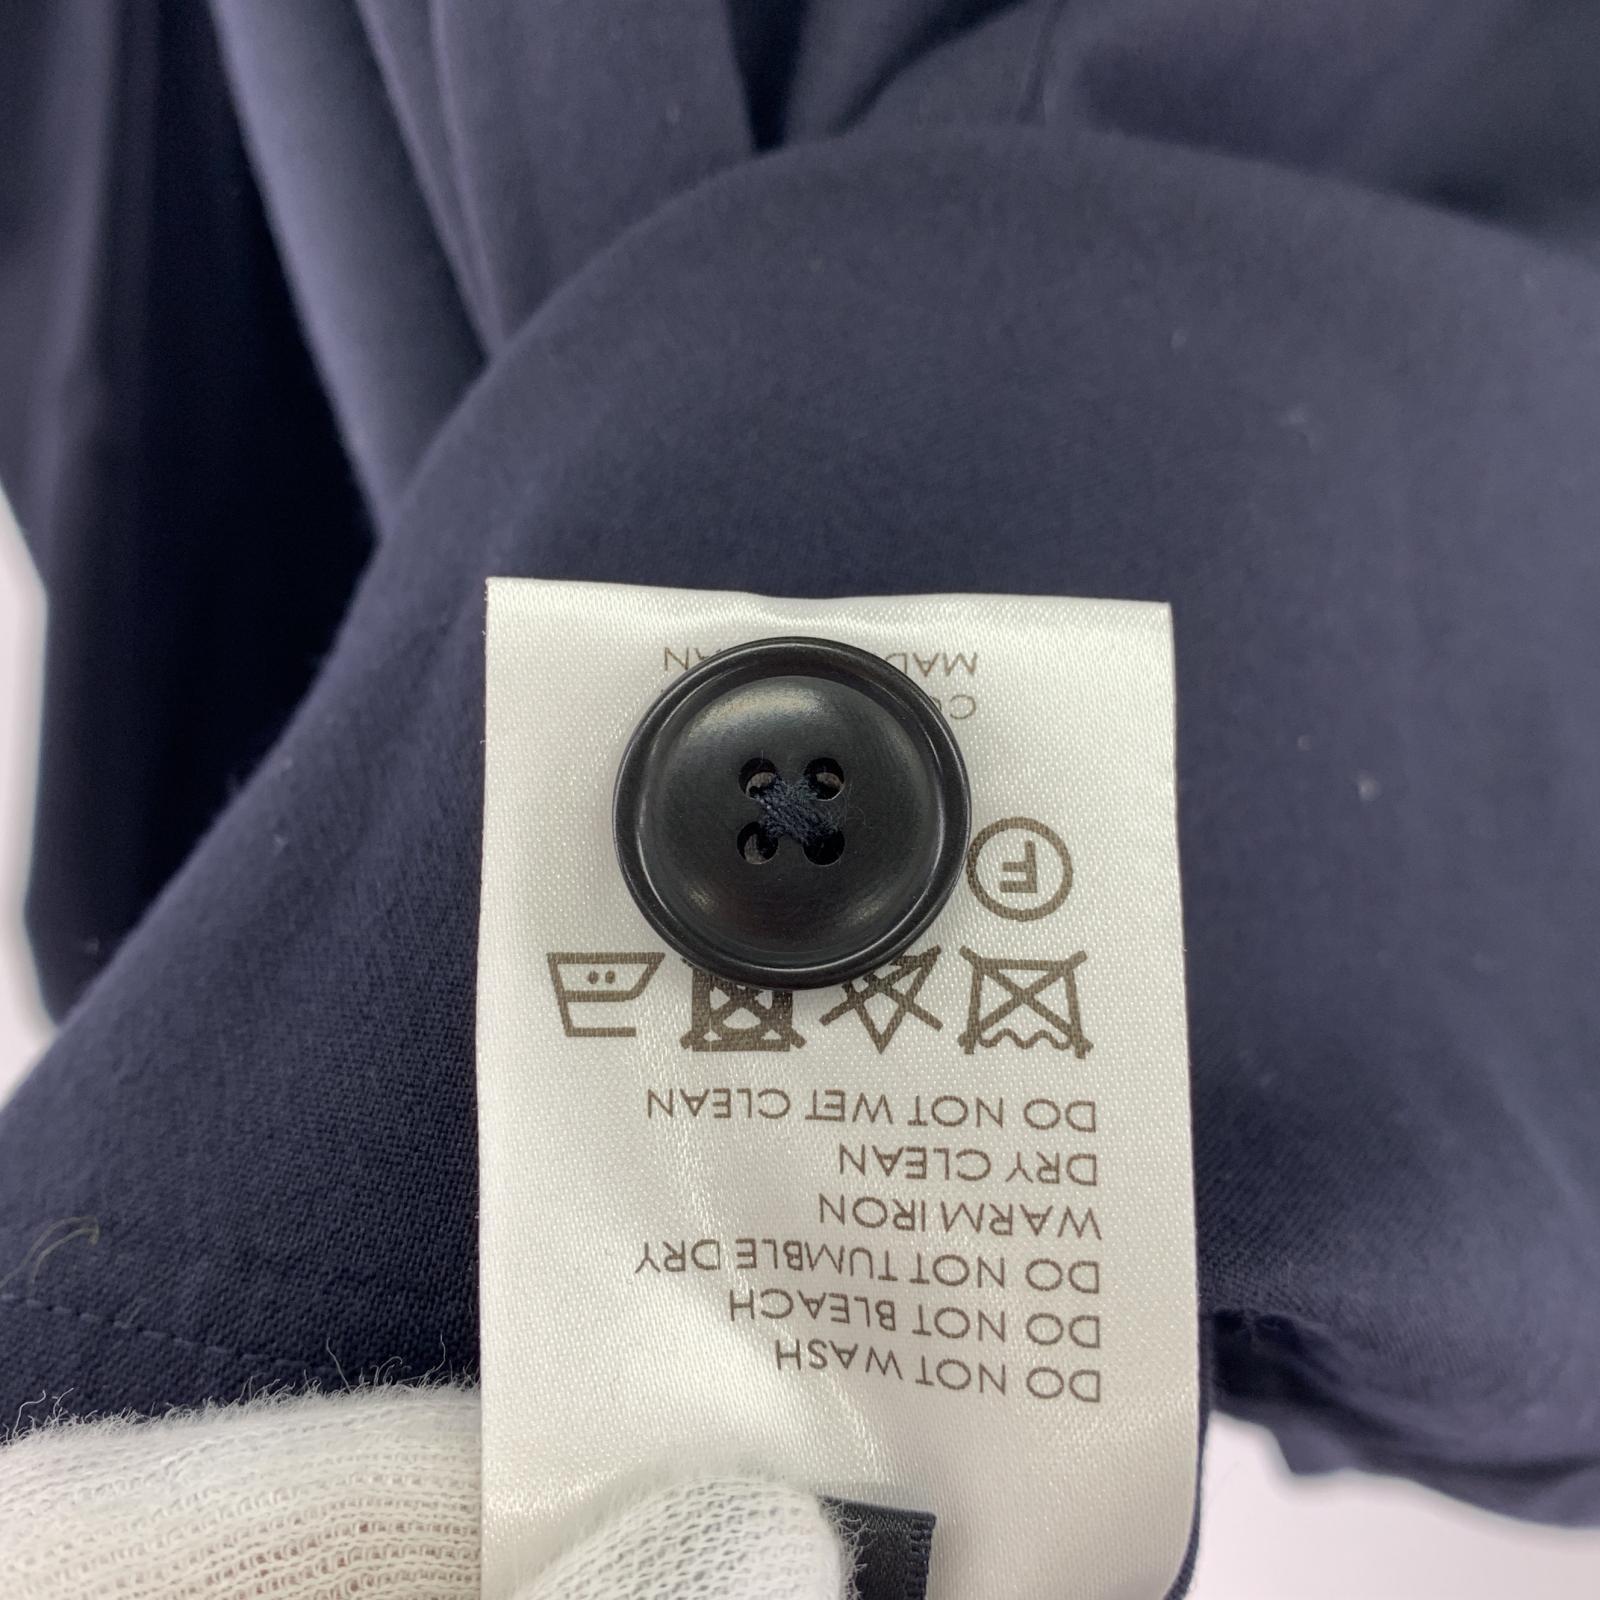 DO NOT WASH
DO NOT BLEACH
DO NOT TUMBLE DRY
WARM IRON
DRY CLEAN
DO NOT WET CLEAN
F